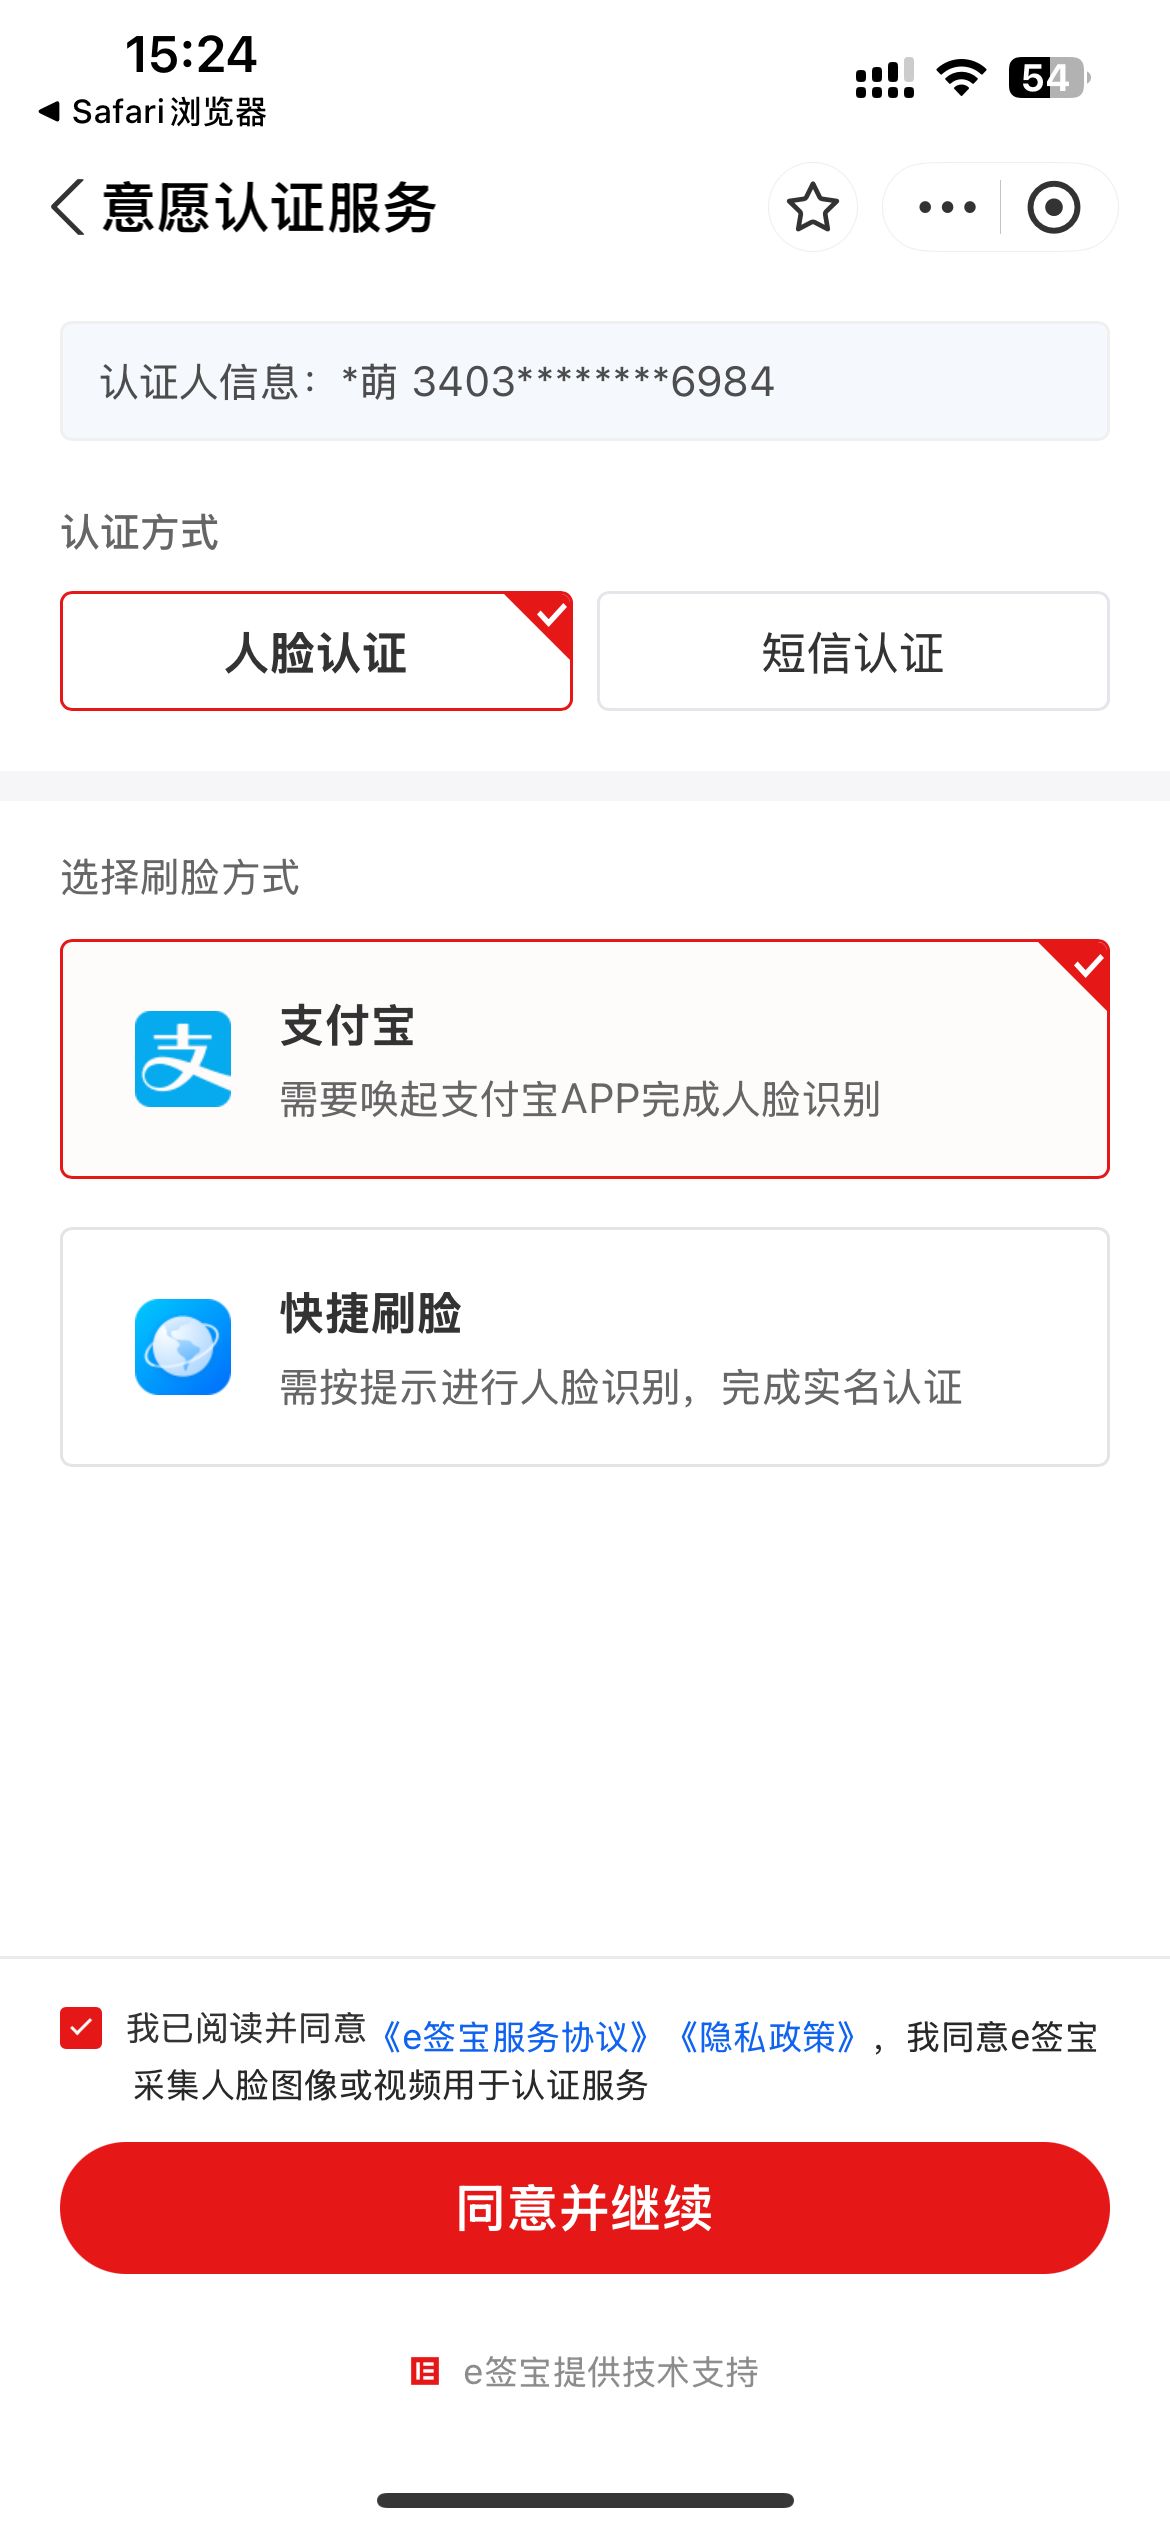 15:24
54
Safari浏览器
意愿认证服务
认证人信息：*萌 3403********6984
认证方式
人脸认证
短信认证
选择刷脸方式
支
支付宝
需要唤起支付宝APP完成人脸识别
快捷刷脸
需按提示进行人脸识别，完成实名认证
我已阅读并同意《e签宝服务协议》《隐私政策》，我同意e签宝
采集人脸图像或视频用于认证服务
同意并继续
e签宝提供技术支持